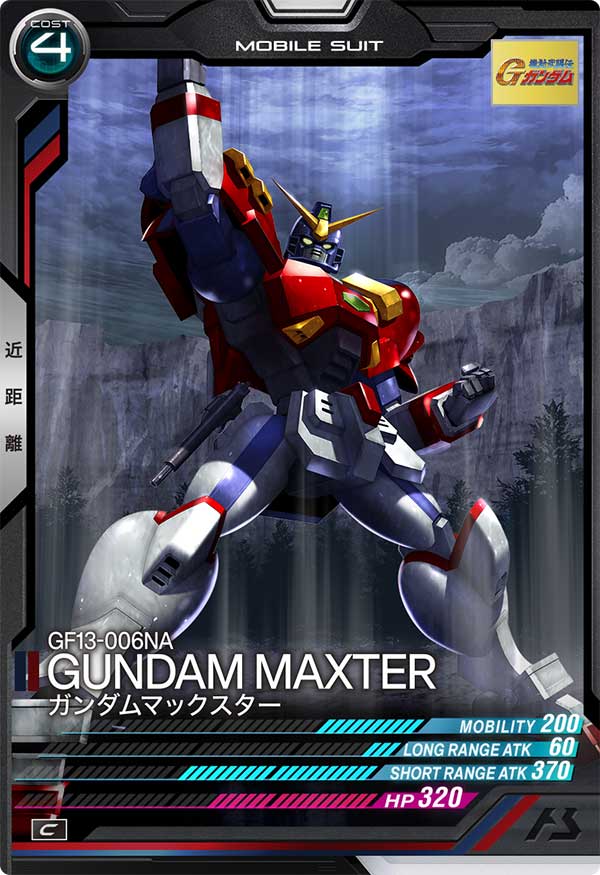 COST
4
MOBILE SUIT
機動武闘伝
Gガンダム
近距離
GF13-006NA
GUNDAM MAXTER
ガンダムマックスター
MOBILITY 200
LONG RANGE ATK 60
SHORT RANGE ATK 370
HP 320
C